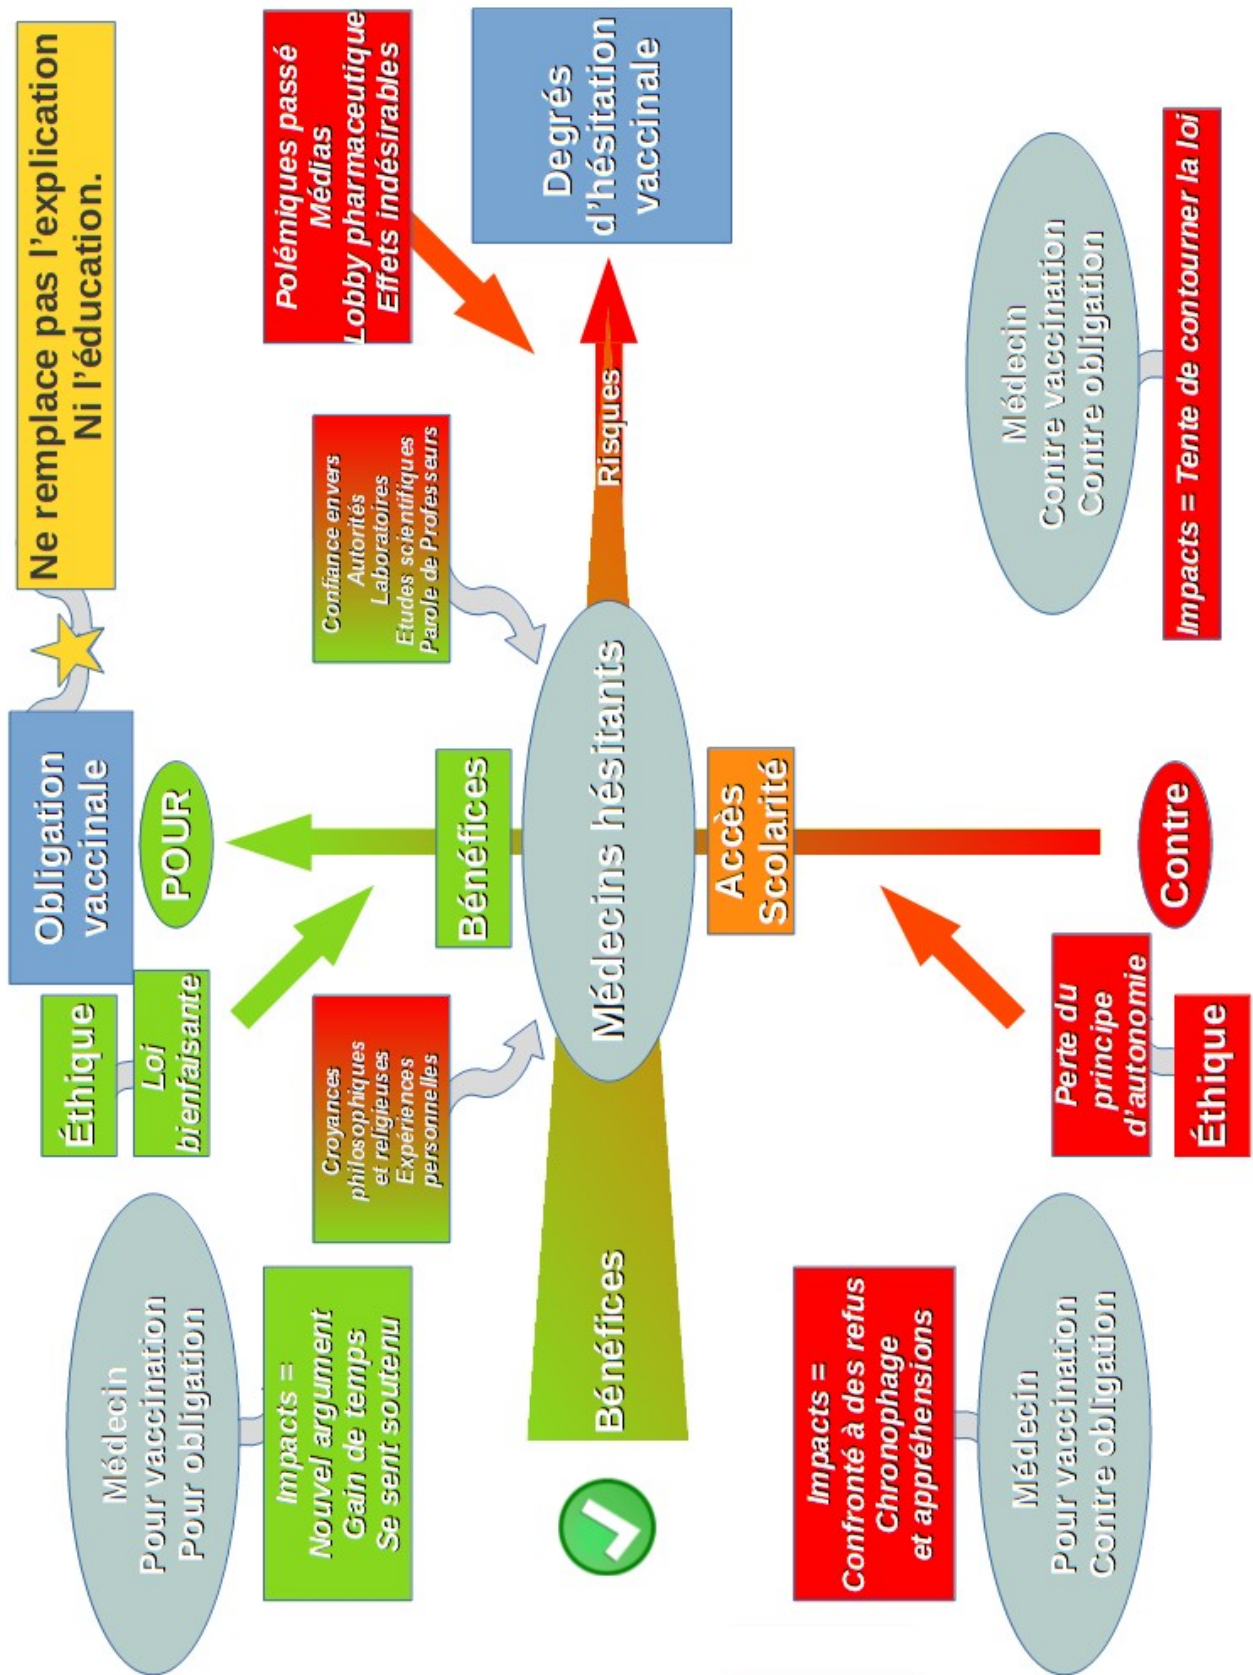 Obligation
vaccinale
Ne remplace pas l'explication
Ni l'éducation.
Éthique
Loi
bienfaisante
POUR
Médecin
Pour vaccination
Pour obligation
Impacts =
Nouvel argument
Gain de temps
Se sent soutenu
Croyances
philosophiques
et religieuses
Expériences
personnelles
Bénéfices
Confiance envers
Autorités
Laboratoires
Etudes scientifiques
Parole de Professeurs
Polémiques passé
Médias
Lobby pharmaceutique
Effets indésirables
Bénéfices
Médecins hésitants
Risques
Degrés
d'hésitation
vaccinale
Accès
Scolarité
Impacts =
Confronté à des refus
Chronophage
et appréhensions
Médecin
Pour vaccination
Contre obligation
Perte du
principe
d'autonomie
Éthique
Contre
Médecin
Contre vaccination
Contre obligation
Impacts = Tente de contourner la loi